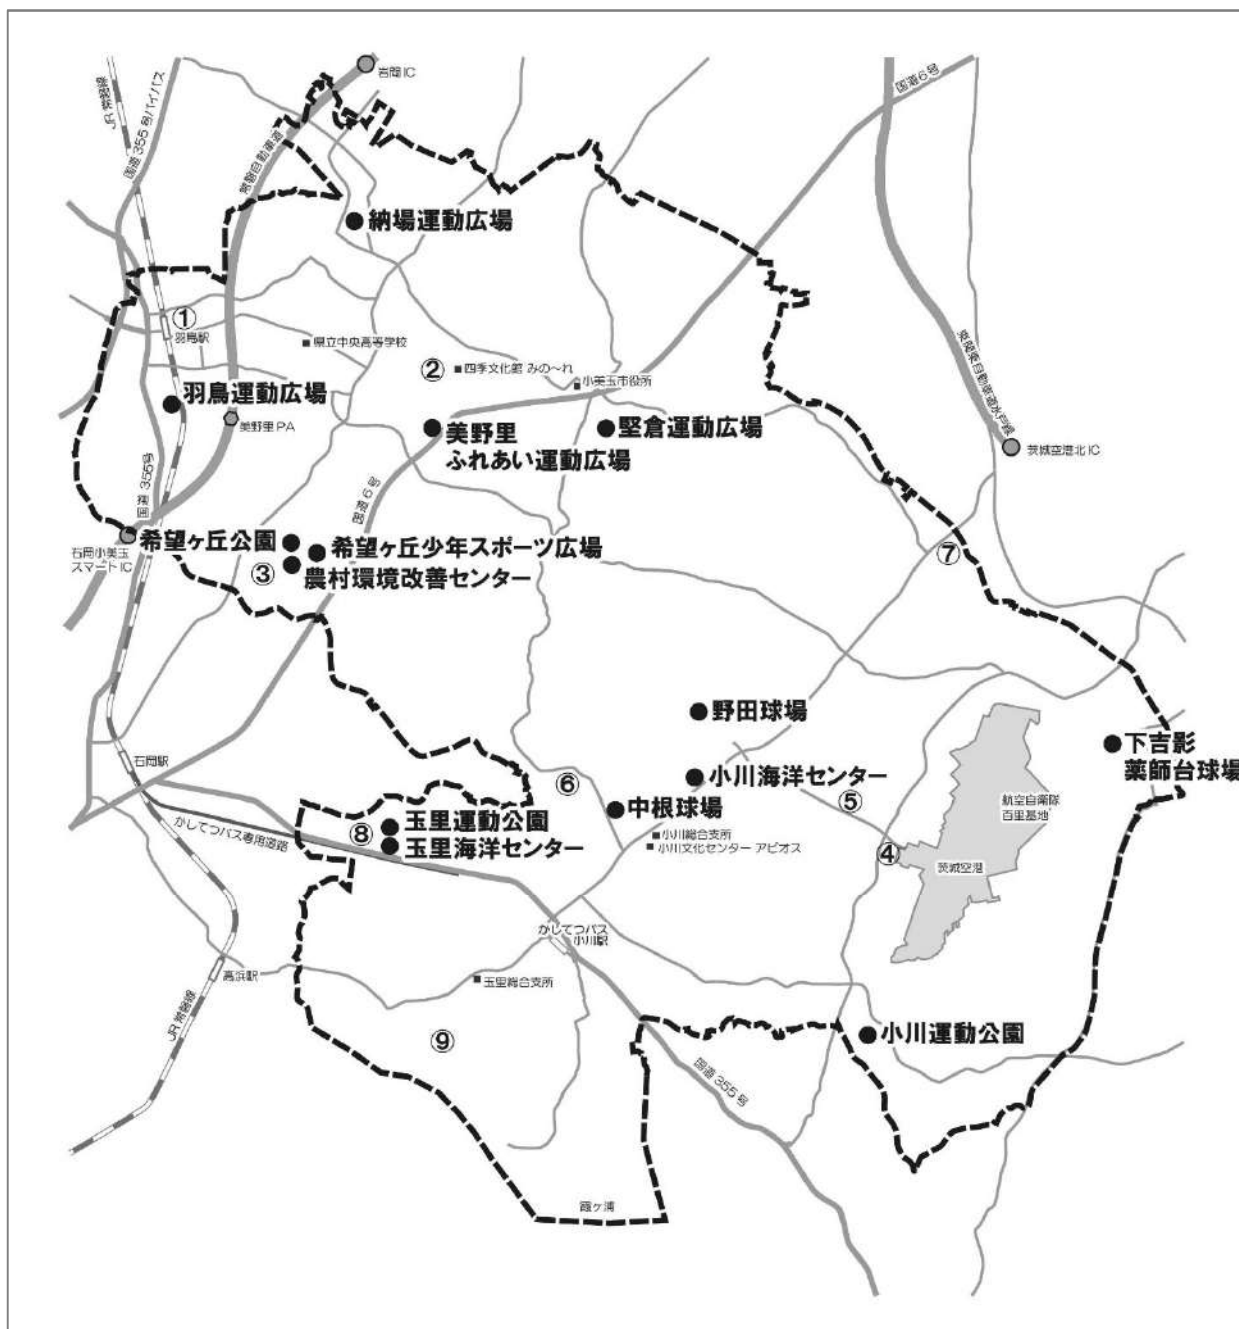 岩間IC
JR常磐線
国道355号バイパス
常磐自動車道
国道6号
納場運動広場
①
羽鳥駅
県立中央高等学校
②
四季文化館 みの～れ
小美玉市役所
東関東自動車道水戸線
羽鳥運動広場
美野里PA
美野里
ふれあい運動広場
堅倉運動広場
茨城空港北IC
国道355号
国道6号
石岡小美玉
スマートIC
希望ヶ丘公園
希望ヶ丘少年スポーツ広場
③
農村環境改善センター
⑦
野田球場
下吉影
薬師台球場
石岡駅
小川海洋センター
⑥
⑤
中根球場
航空自衛隊
百里基地
かしてつバス専用道路
⑧
玉里運動公園
玉里海洋センター
小川総合支所
小川文化センター アピオス
④
茨城空港
かしてつバス
小川駅
高浜駅
玉里総合支所
JR常磐線
⑨
小川運動公園
国道355号
霞ヶ浦